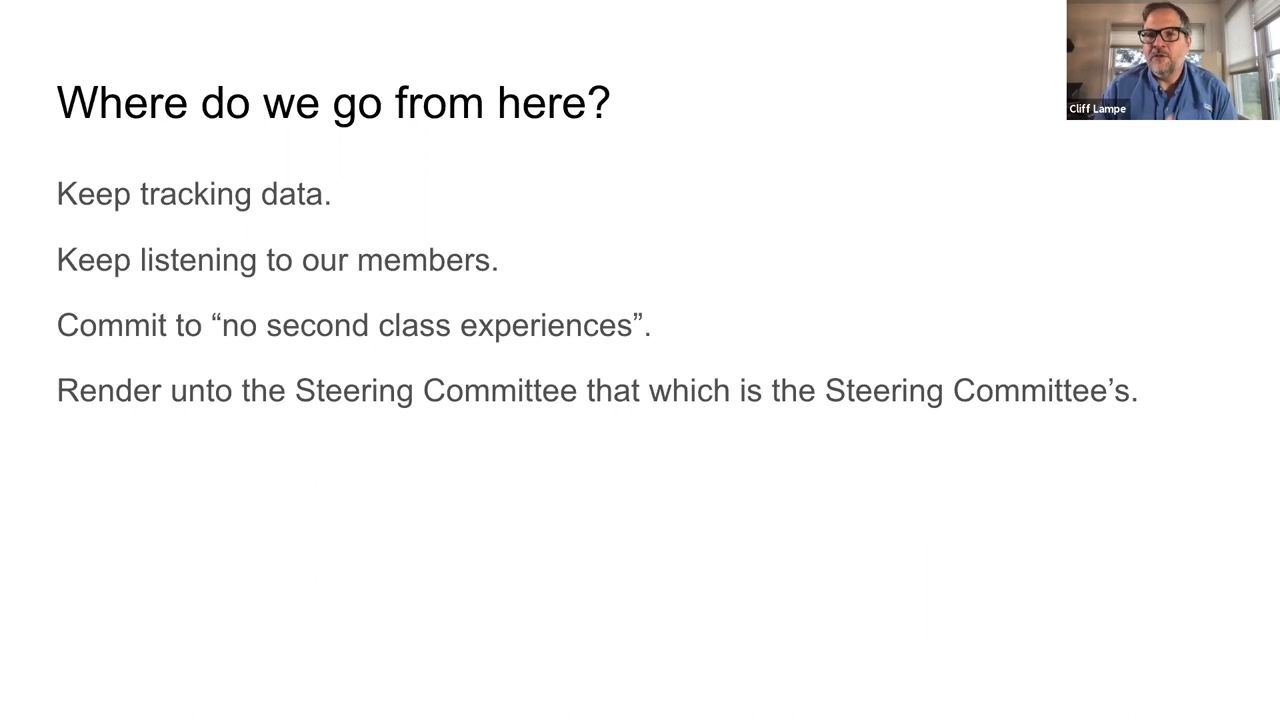 Where do we go from here?
Cliff Lampe
Keep tracking data.
Keep listening to our members.
Commit to “no second class experiences”.
Render unto the Steering Committee that which is the Steering Committee’s.